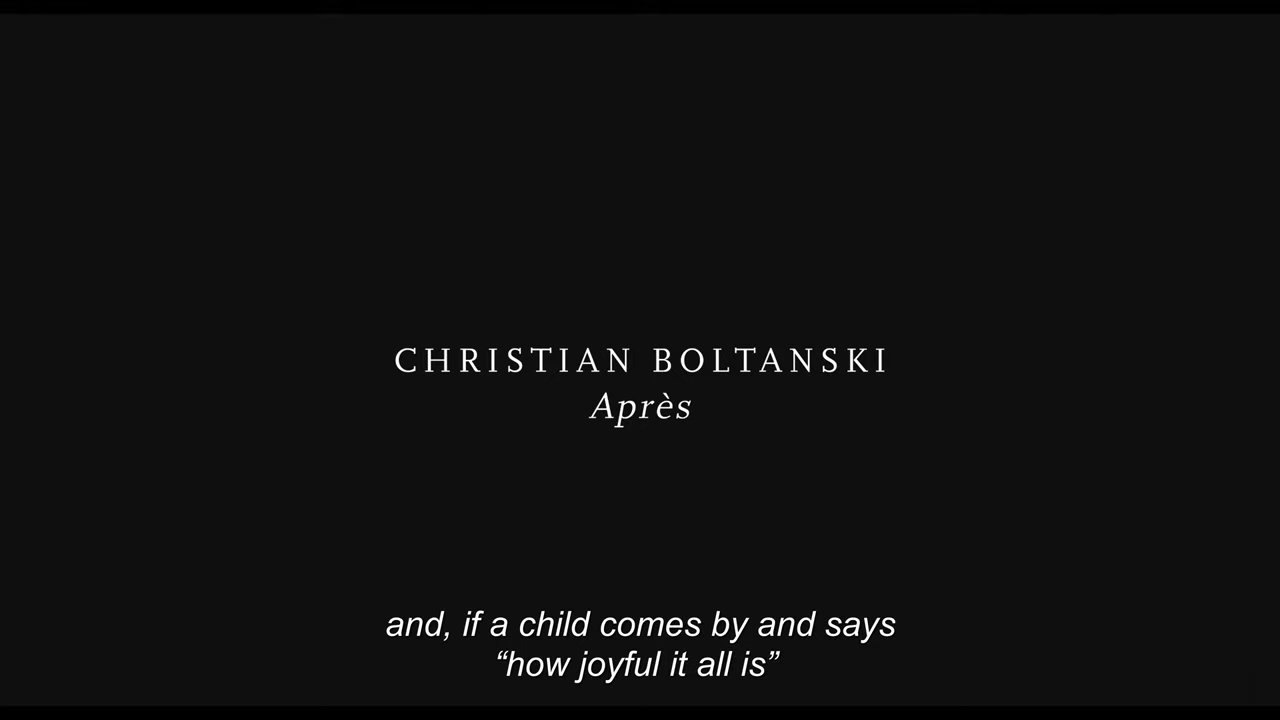 CHRISTIAN BOLTANSKI
Après
and, if a child comes by and says
“how joyful it all is”